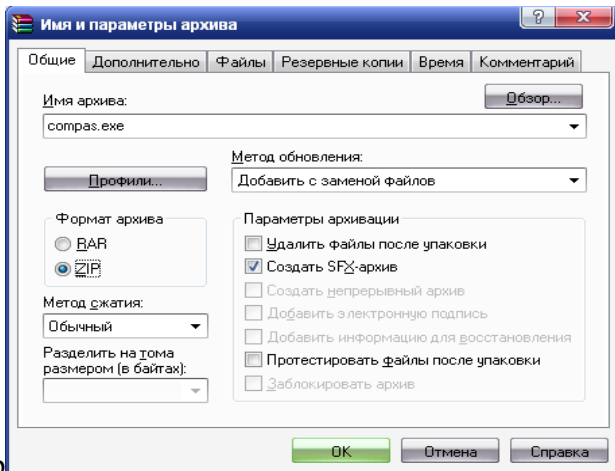 Имя и параметры архива
Общие Дополнительно Файлы Резервные копии Время Комментарий
Имя архива:
Обзор...
compas.exe
Профили...
Метод обновления:
Добавить с заменой файлов
Формат архива
RAR
ZIP
Метод сжатия:
Обычный
Разделить на тома
размером (в байтах):
Параметры архивации
Удалить файлы после упаковки
Создать SFX-архив
Создать непрерывный архив
Добавить электронную подпись
Добавить информацию для восстановления
Протестировать файлы после упаковки
Заблокировать архив
OK Отмена Справка